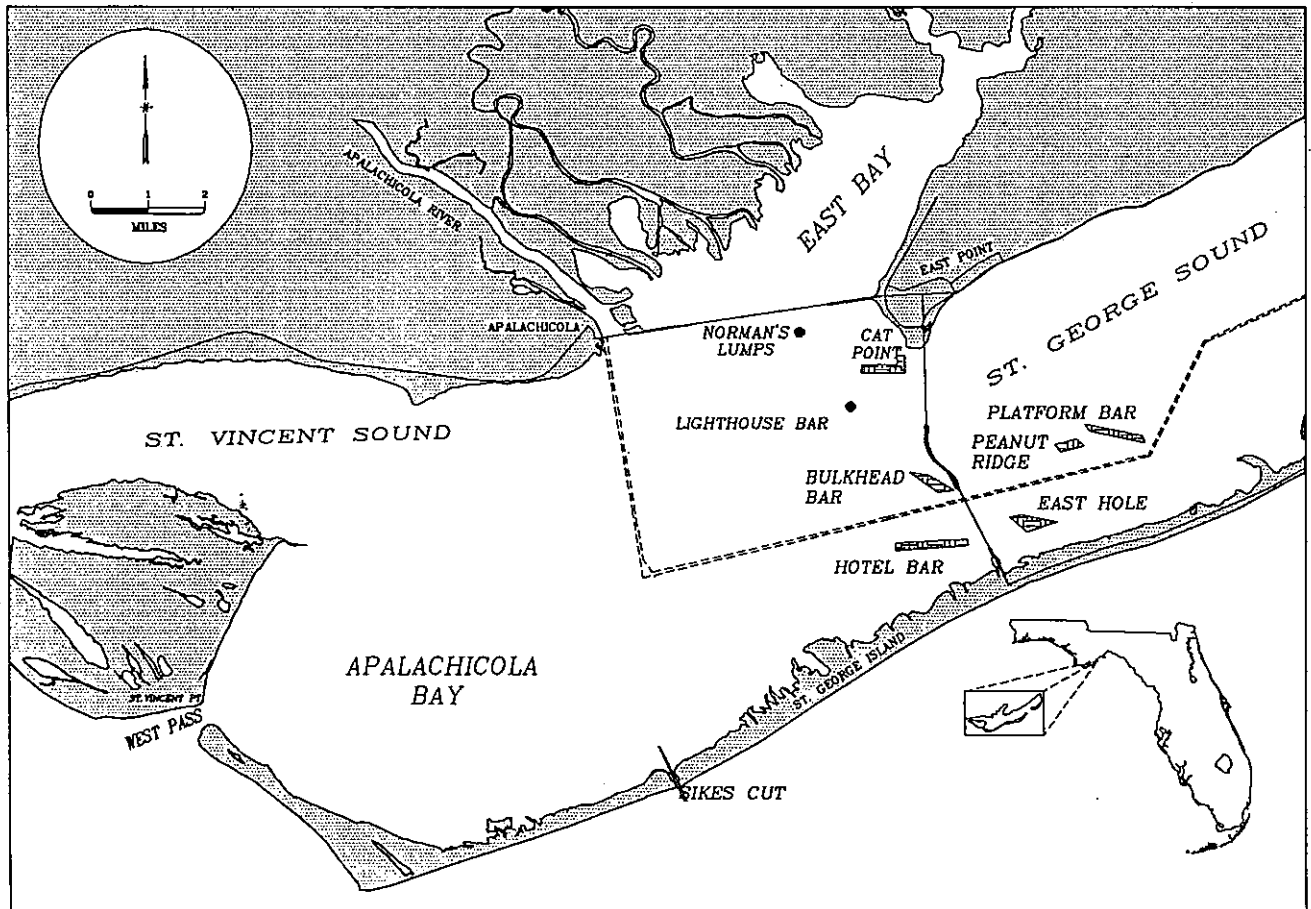 0 1 2
MILES
APALACHICOLA RIVER
EAST BAY
EAST POINT
ST. GEORGE SOUND
APALACHICOLA
NORMAN'S
LUMPS
CAT
POINT
ST. VINCENT SOUND
LIGHTHOUSE BAR
PLATFORM BAR
PEANUT
RIDGE
BULKHEAD
BAR
EAST HOLE
HOTEL BAR
APALACHICOLA
BAY
ST. GEORGE ISLAND
ST. VINCENT PT.
WEST PASS
SIKES CUT